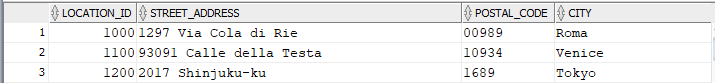 LOCATION_ID STREET_ADDRESS POSTAL_CODE CITY
1 1000 1297 Via Cola di Rie 00989 Roma
2 1100 93091 Calle della Testa 10934 Venice
3 1200 2017 Shinjuku-ku 1689 Tokyo